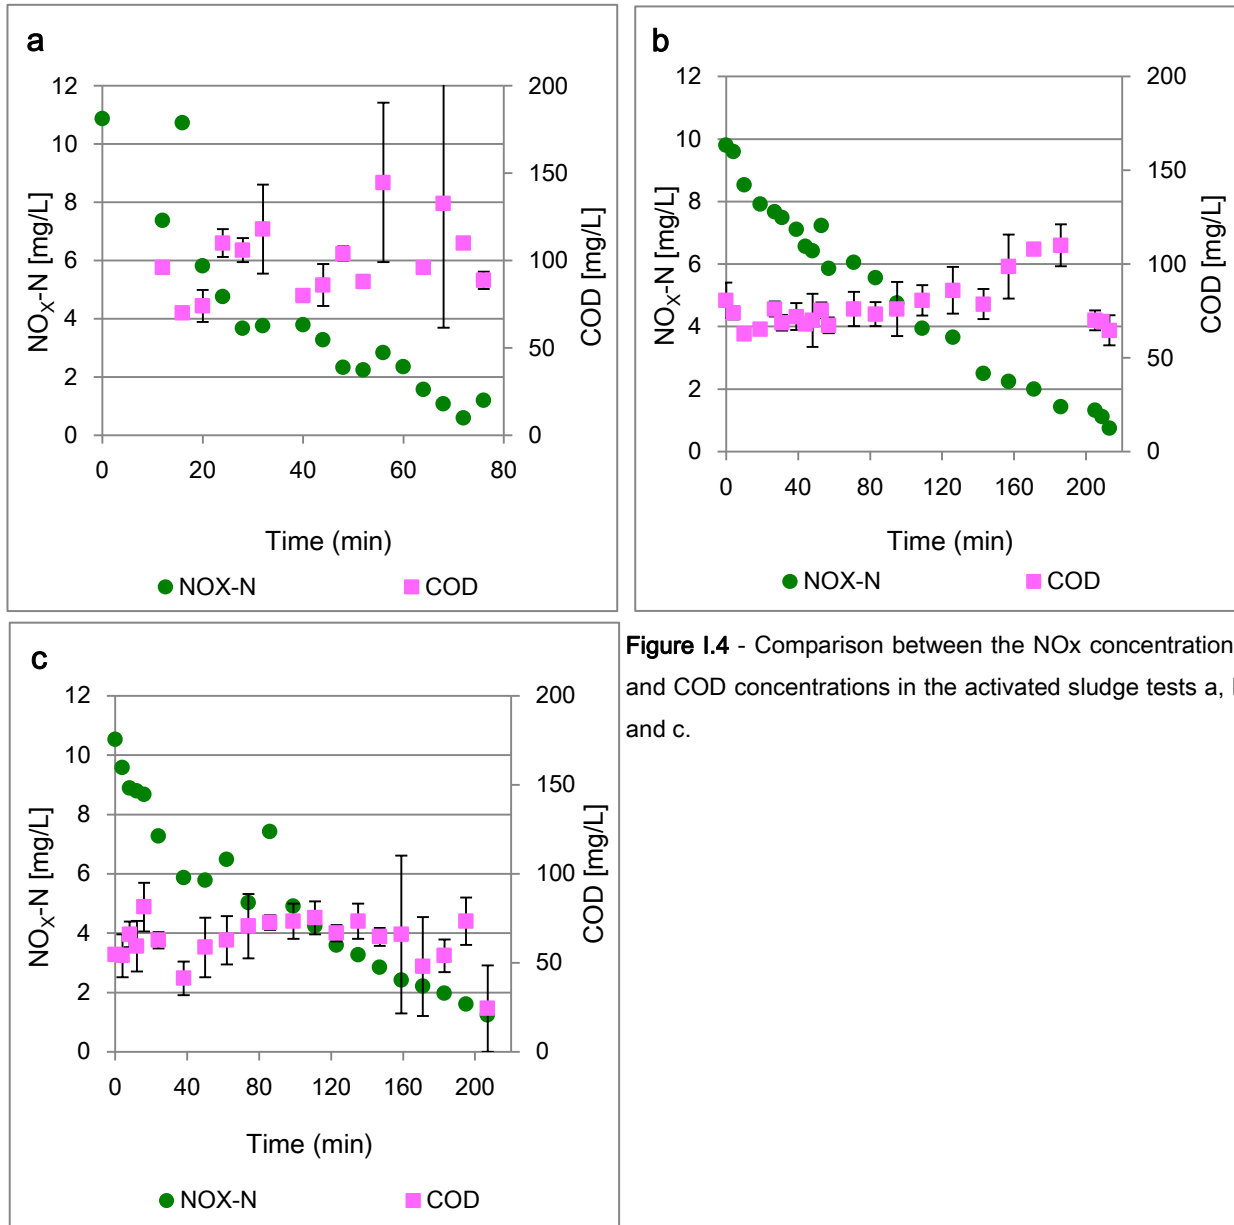 a
12
10
8
6
4
2
0
200
150
100
50
0
0 20 40 60 80
NOX-N [mg/L]
COD [mg/L]
Time (min)
NOX-N COD
b
12
10
8
6
4
2
0
200
150
100
50
0
0 40 80 120 160 200
NOX-N [mg/L]
COD [mg/L]
Time (min)
NOX-N COD
c
12
10
8
6
4
2
0
200
150
100
50
0
0 40 80 120 160 200
NOX-N [mg/L]
COD [mg/L]
Time (min)
NOX-N COD
Figure I.4 - Comparison between the NOx concentration
and COD concentrations in the activated sludge tests a,
and c.